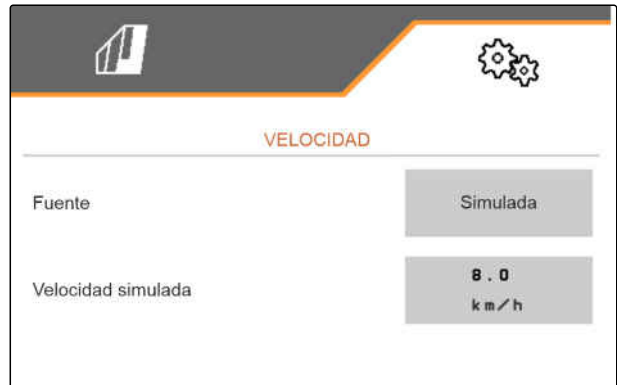 VELOCIDAD
Fuente
Simulada
Velocidad simulada
8.0
km/h